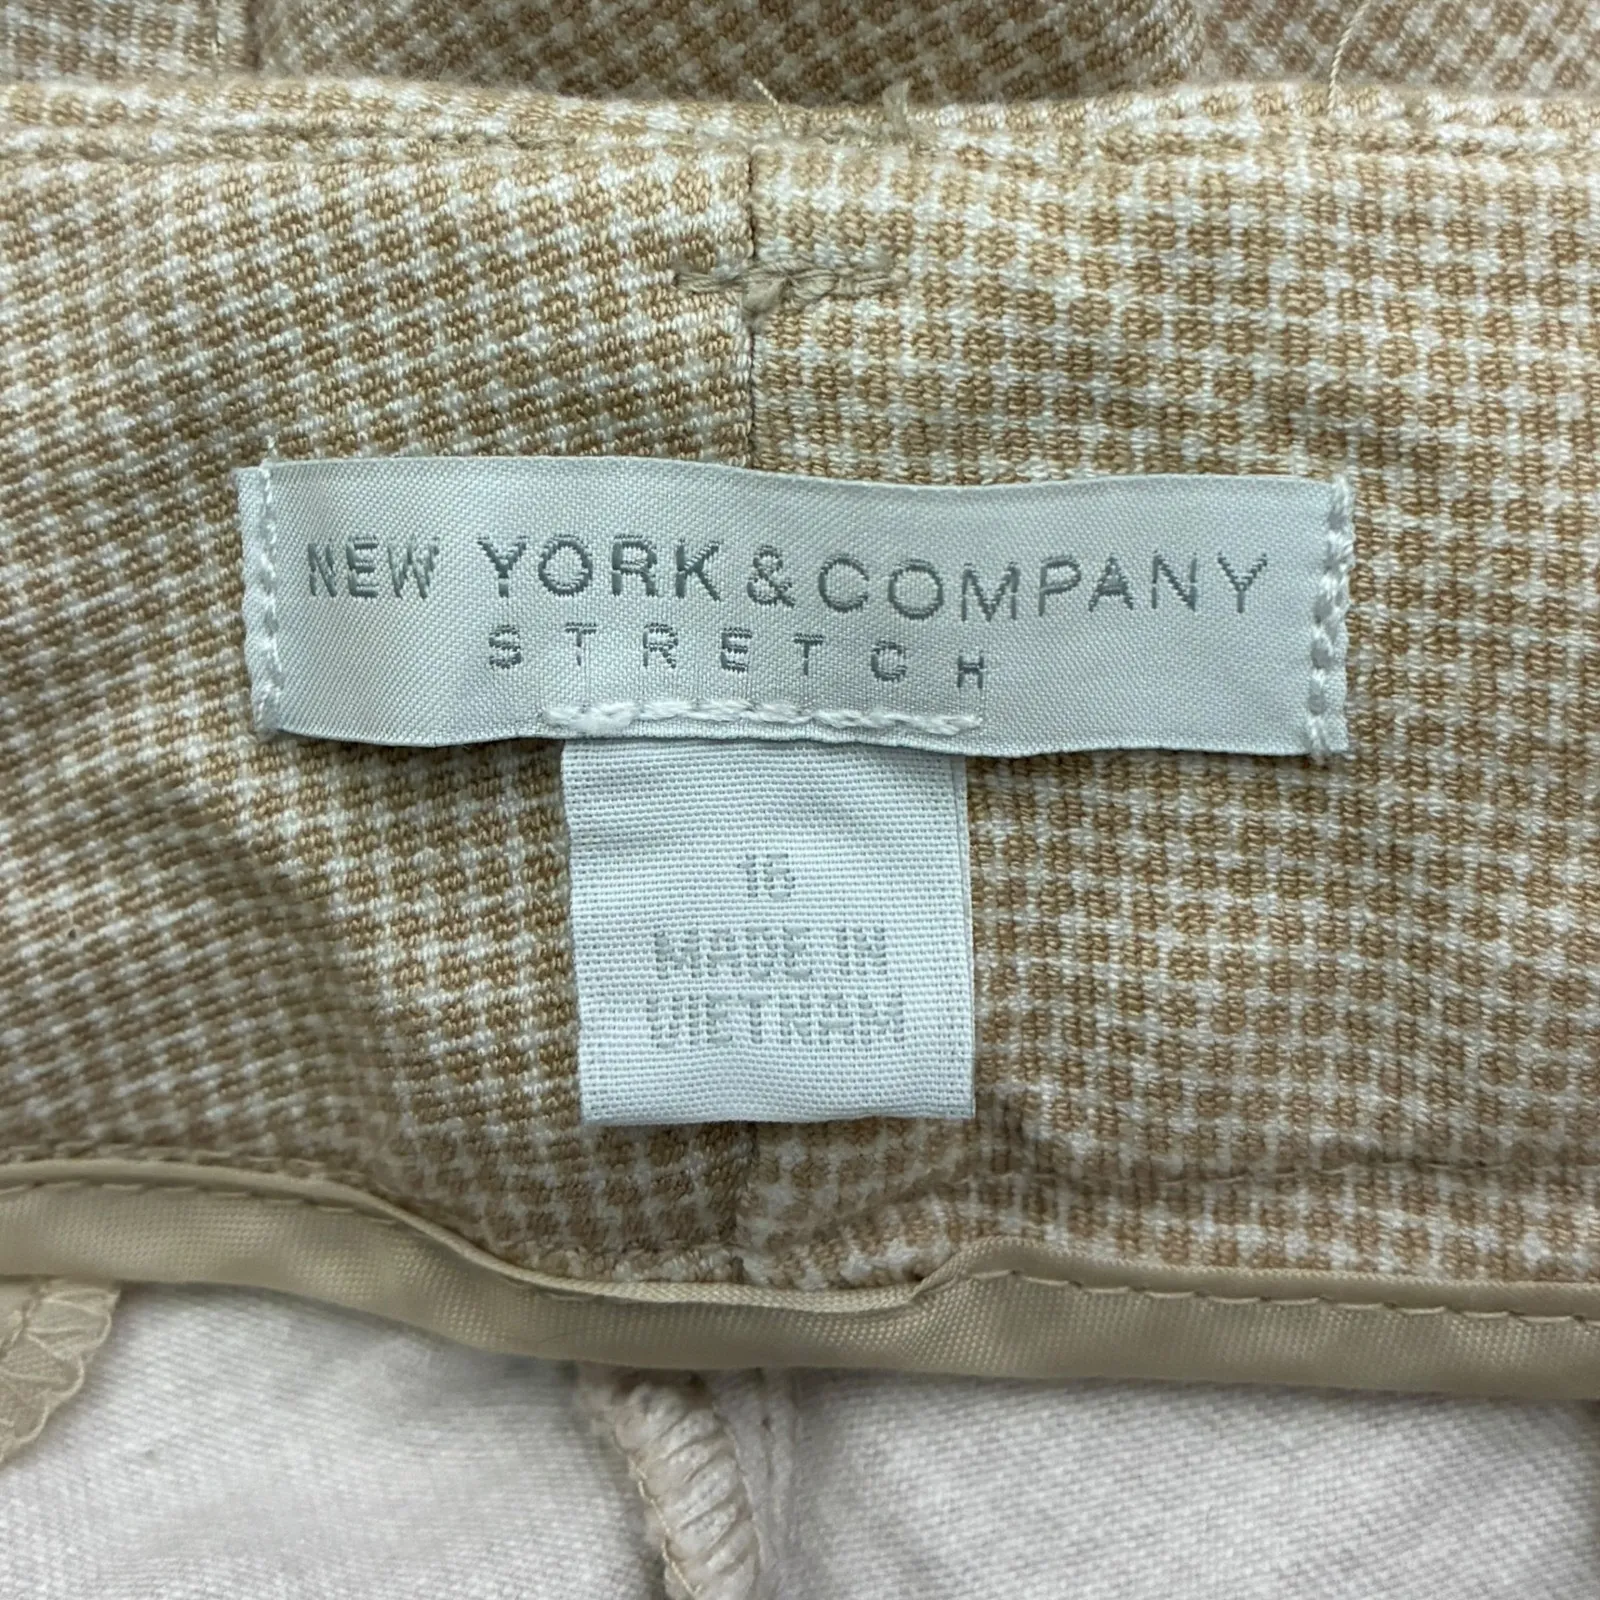 NEW YORK & COMPANY
STRETCH
16
MADE IN
VIETNAM